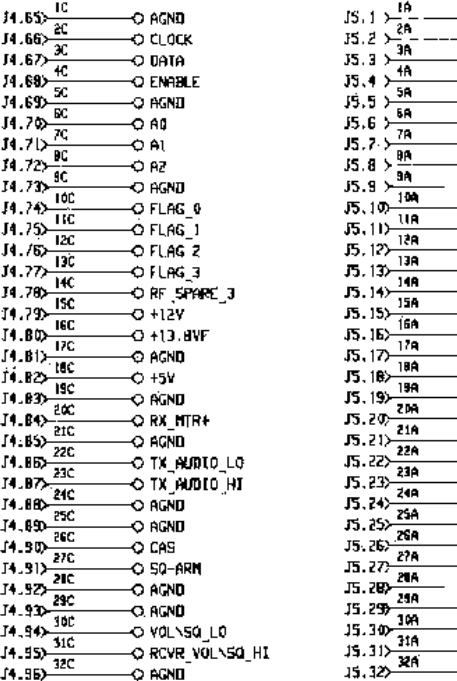 J4.65 1C AGND J5.1 1A
J4.66 2C CLOCK J5.2 2A
J4.67 3C DATA J5.3 3A
J4.68 4C ENABLE J5.4 4A
J4.69 5C AGND J5.5 5A
J4.70 6C A0 J5.6 6A
J4.71 7C A1 J5.7 7A
J4.72 8C A2 J5.8 8A
J4.73 9C AGND J5.9 9A
J4.74 10C FLAG_0 J5.10 10A
J4.75 11C FLAG_1 J5.11 11A
J4.76 12C FLAG_2 J5.12 12A
J4.77 13C FLAG_3 J5.13 13A
J4.78 14C RF_SPARE_3 J5.14 14A
J4.79 15C +12V J5.15 15A
J4.80 16C +13.8VF J5.16 16A
J4.81 17C AGND J5.17 17A
J4.82 18C +5V J5.18 18A
J4.83 19C AGND J5.19 19A
J4.84 20C RX_MTR+ J5.20 20A
J4.85 21C AGND J5.21 21A
J4.86 22C TX_AUDIO_LO J5.22 22A
J4.87 23C TX_AUDIO_HI J5.23 23A
J4.88 24C AGND J5.24 24A
J4.89 25C AGND J5.25 25A
J4.90 26C CAS J5.26 26A
J4.91 27C SQ-ARM J5.27 27A
J4.92 28C AGND J5.28 28A
J4.93 29C AGND J5.29 29A
J4.94 30C VOL\SQ_LO J5.30 30A
J4.95 31C RCVR_VOL\SQ_HI J5.31 31A
J4.96 32C AGND J5.32 32A